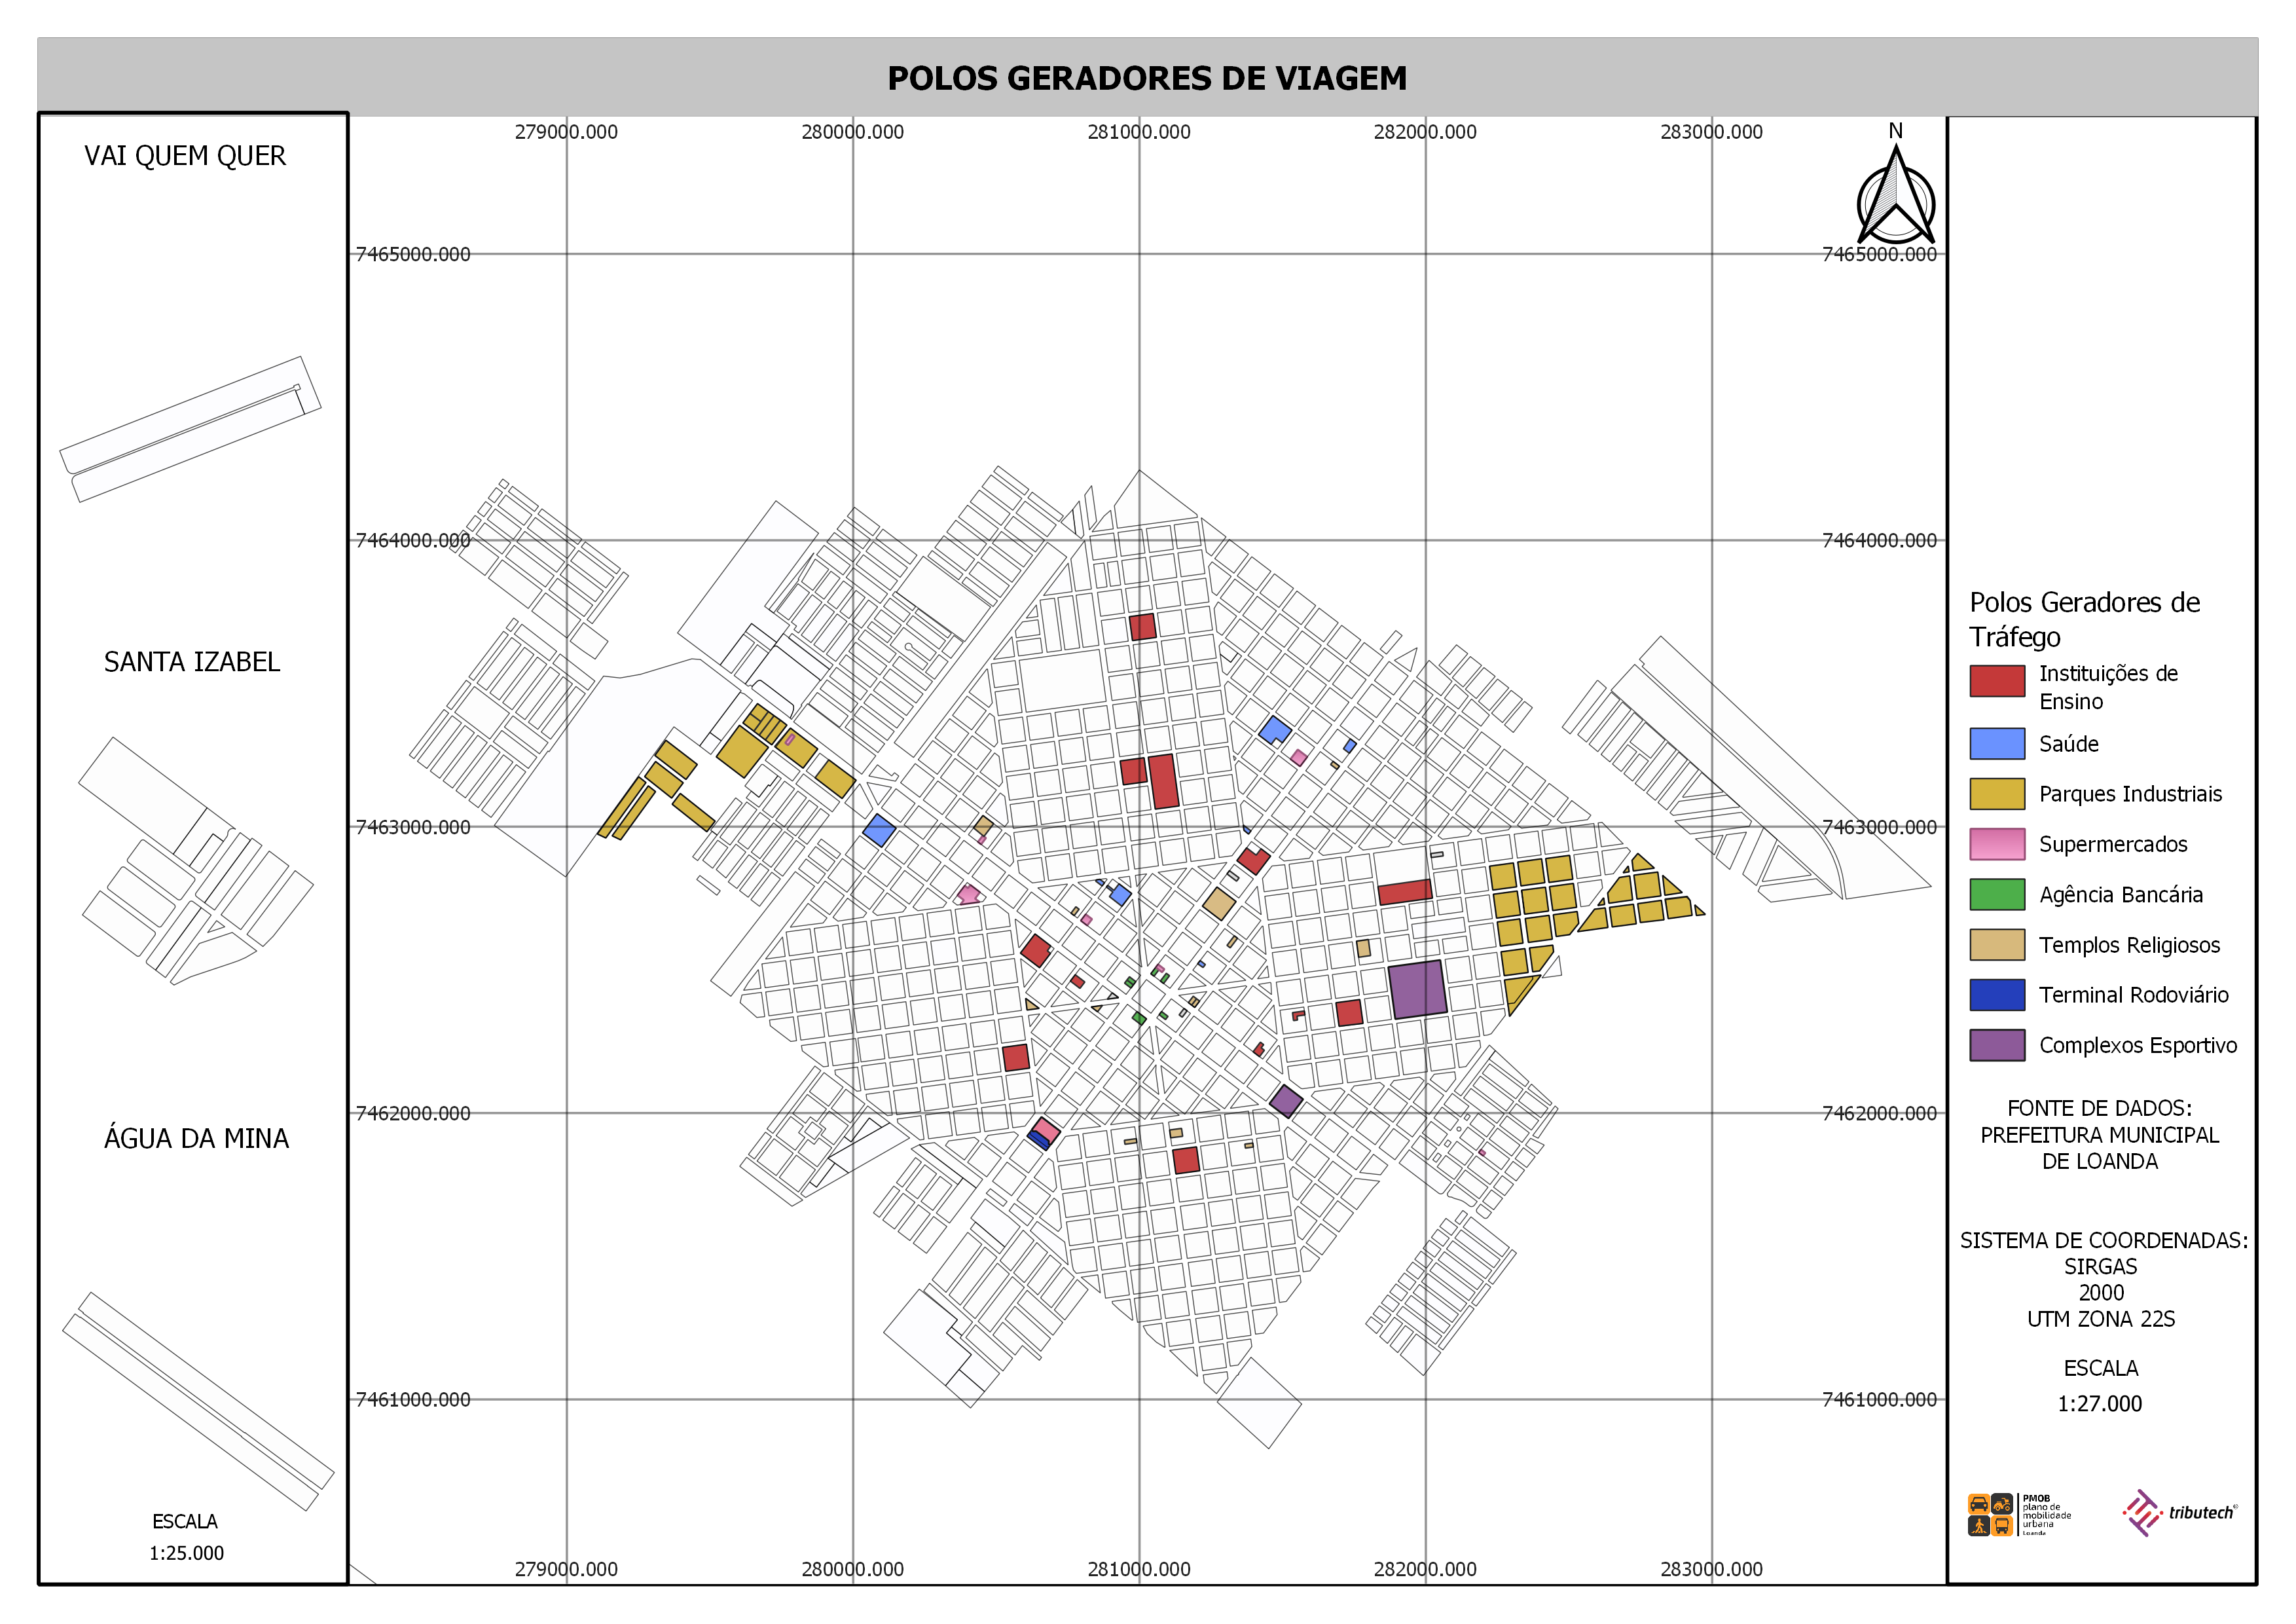 POLOS GERADORES DE VIAGEM
VAI QUEM QUER
SANTA IZABEL
ÁGUA DA MINA
ESCALA
1:25.000
279000.000 280000.000 281000.000 282000.000 283000.000
N
7465000.000 7465000.000
7464000.000 7464000.000
7463000.000 7463000.000
7462000.000 7462000.000
7461000.000 7461000.000
279000.000 280000.000 281000.000 282000.000 283000.000
Polos Geradores de
Tráfego
Instituições de
Ensino
Saúde
Parques Industriais
Supermercados
Agência Bancária
Templos Religiosos
Terminal Rodoviário
Complexos Esportivo
FONTE DE DADOS:
PREFEITURA MUNICIPAL
DE LOANDA
SISTEMA DE COORDENADAS:
SIRGAS
2000
UTM ZONA 22S
ESCALA
1:27.000
PMOB
plano de
mobilidade
urbana
Loanda
tributech®